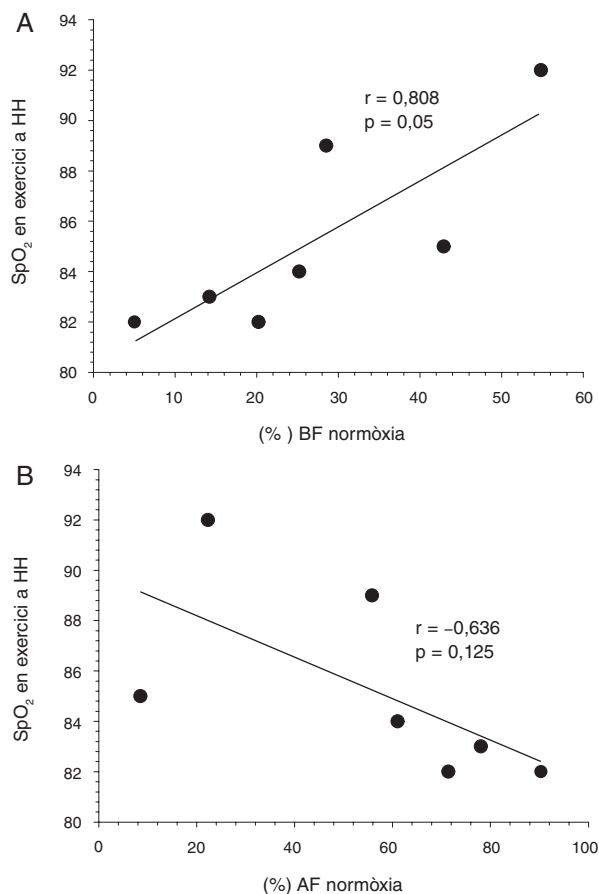 A
94
92
90
88
86
84
82
80
SpO2 en exercici a HH
r = 0,808
p = 0,05
0 10 20 30 40 50 60
(% ) BF normòxia
B
94
92
90
88
86
84
82
80
SpO2 en exercici a HH
r = –0,636
p = 0,125
0 20 40 60 80 100
(%) AF normòxia